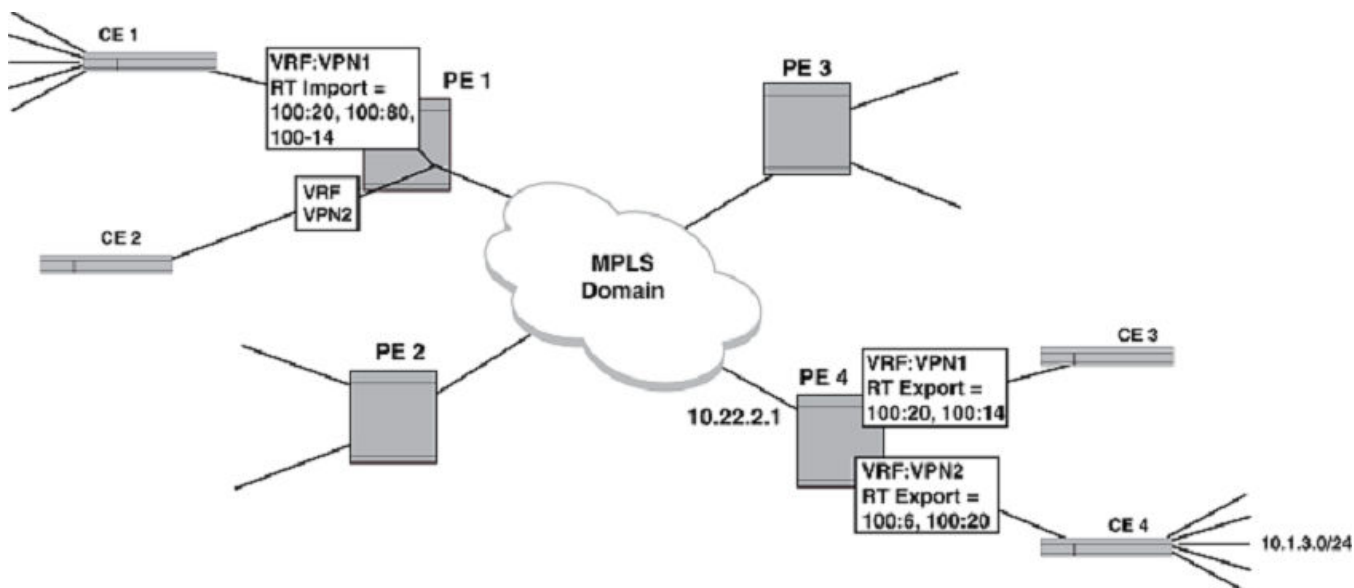 CE 1
VRF:VPN1
RT Import =
100:20, 100:80,
100-14
PE 1
PE 3
VRF
VPN2
CE 2
MPLS
Domain
PE 2
CE 3
VRF:VPN1
RT Export =
100:20, 100:14
PE 4
10.22.2.1
VRF:VPN2
RT Export =
100:6, 100:20
CE 4
10.1.3.0/24